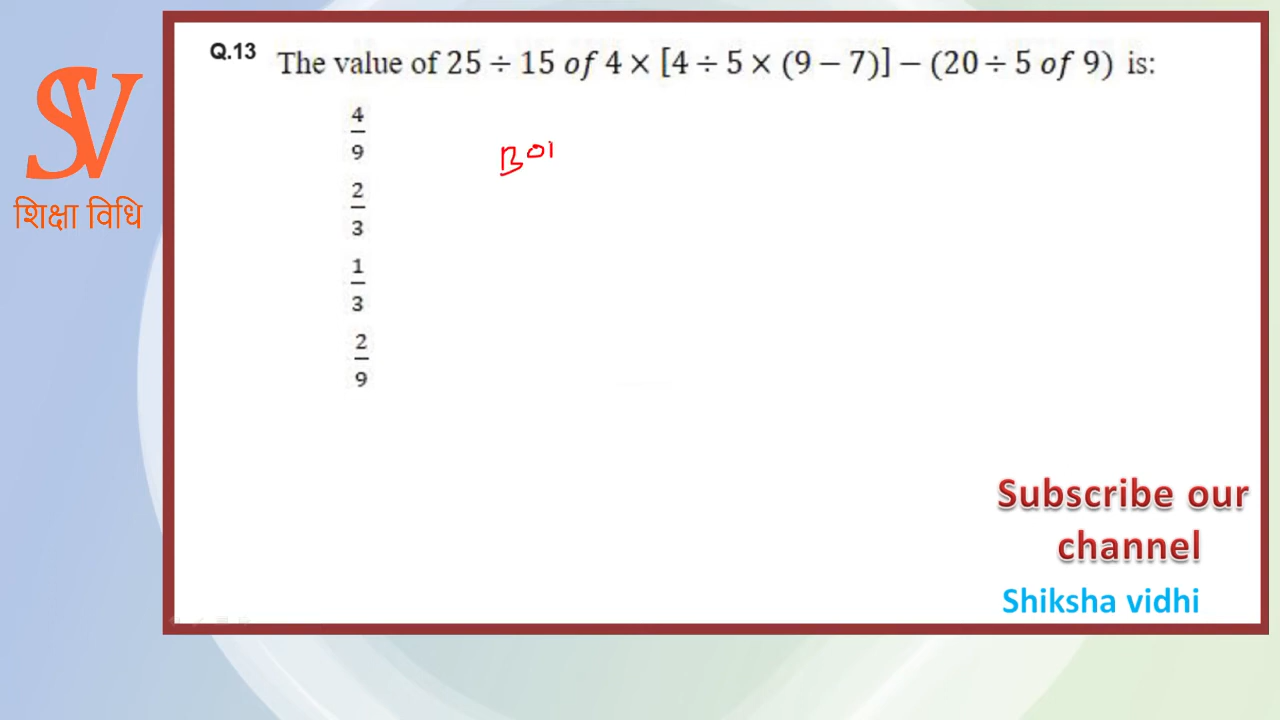 Q.13 The value of 25 ÷ 15 of 4 × [4 ÷ 5 × (9 − 7)] − (20 ÷ 5 of 9) is:
4/9
2/3
1/3
2/9
SV
शिक्षा विधि
Subscribe our
channel
Shiksha vidhi